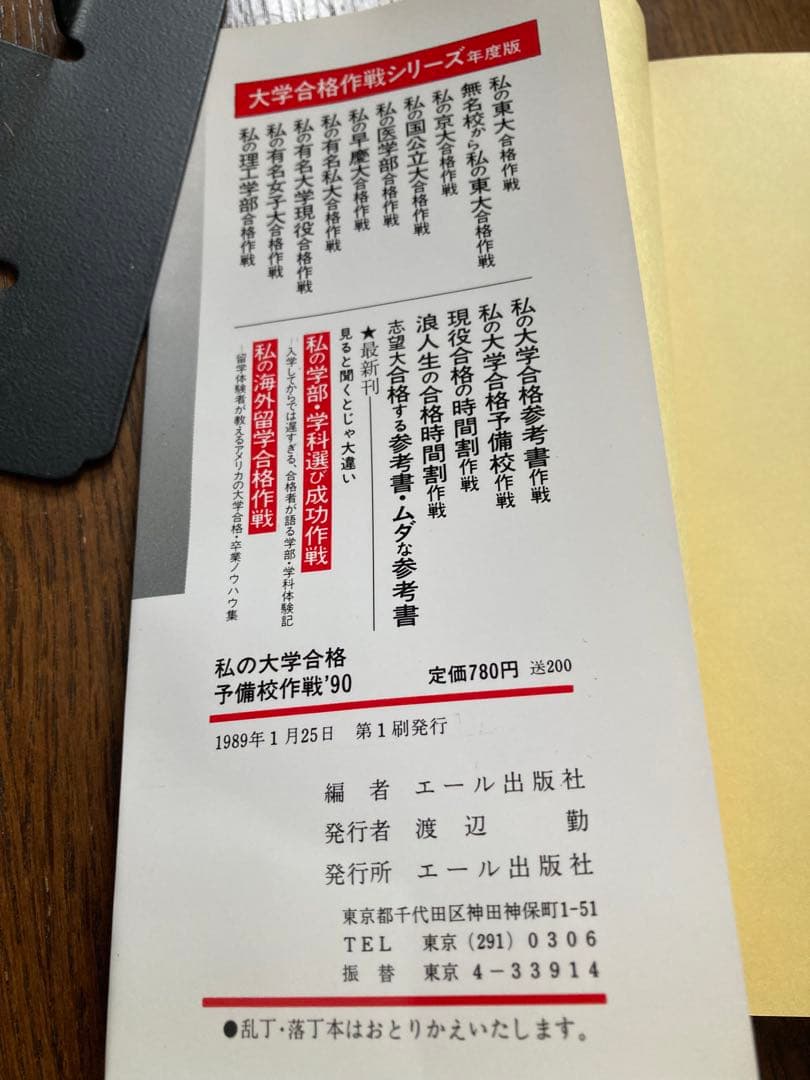 大学合格作戦シリーズ年度版
私の東大合格作戦
無名校から私の東大合格作戦
私の京大合格作戦
私の国公立大合格作戦
私の医学部合格作戦
私の早慶大合格作戦
私の有名私大合格作戦
私の有名大学現役合格作戦
私の有名女子大合格作戦
私の理工学部合格作戦
私の大学合格参考書作戦
私の大学合格予備校作戦
現役合格の時間割作戦
浪人生の合格時間割作戦
志望大合格する参考書・ムダな参考書
★最新刊
見ると聞くとじゃ大違い
私の学部・学科選び成功作戦
―入学してからでは遅すぎる、合格者が語る学部・学科体験記
私の海外留学合格作戦
―留学体験者が教えるアメリカの大学合格・卒業ノウハウ集
私の大学合格
予備校作戦'90
定価780円 送200
1989年1月25日 第1刷発行
編者 エール出版社
発行者 渡辺 勤
発行所 エール出版社
東京都千代田区神田神保町1-51
TEL 東京(291)0306
振替 東京4-33914
●乱丁・落丁本はおとりかえいたします。